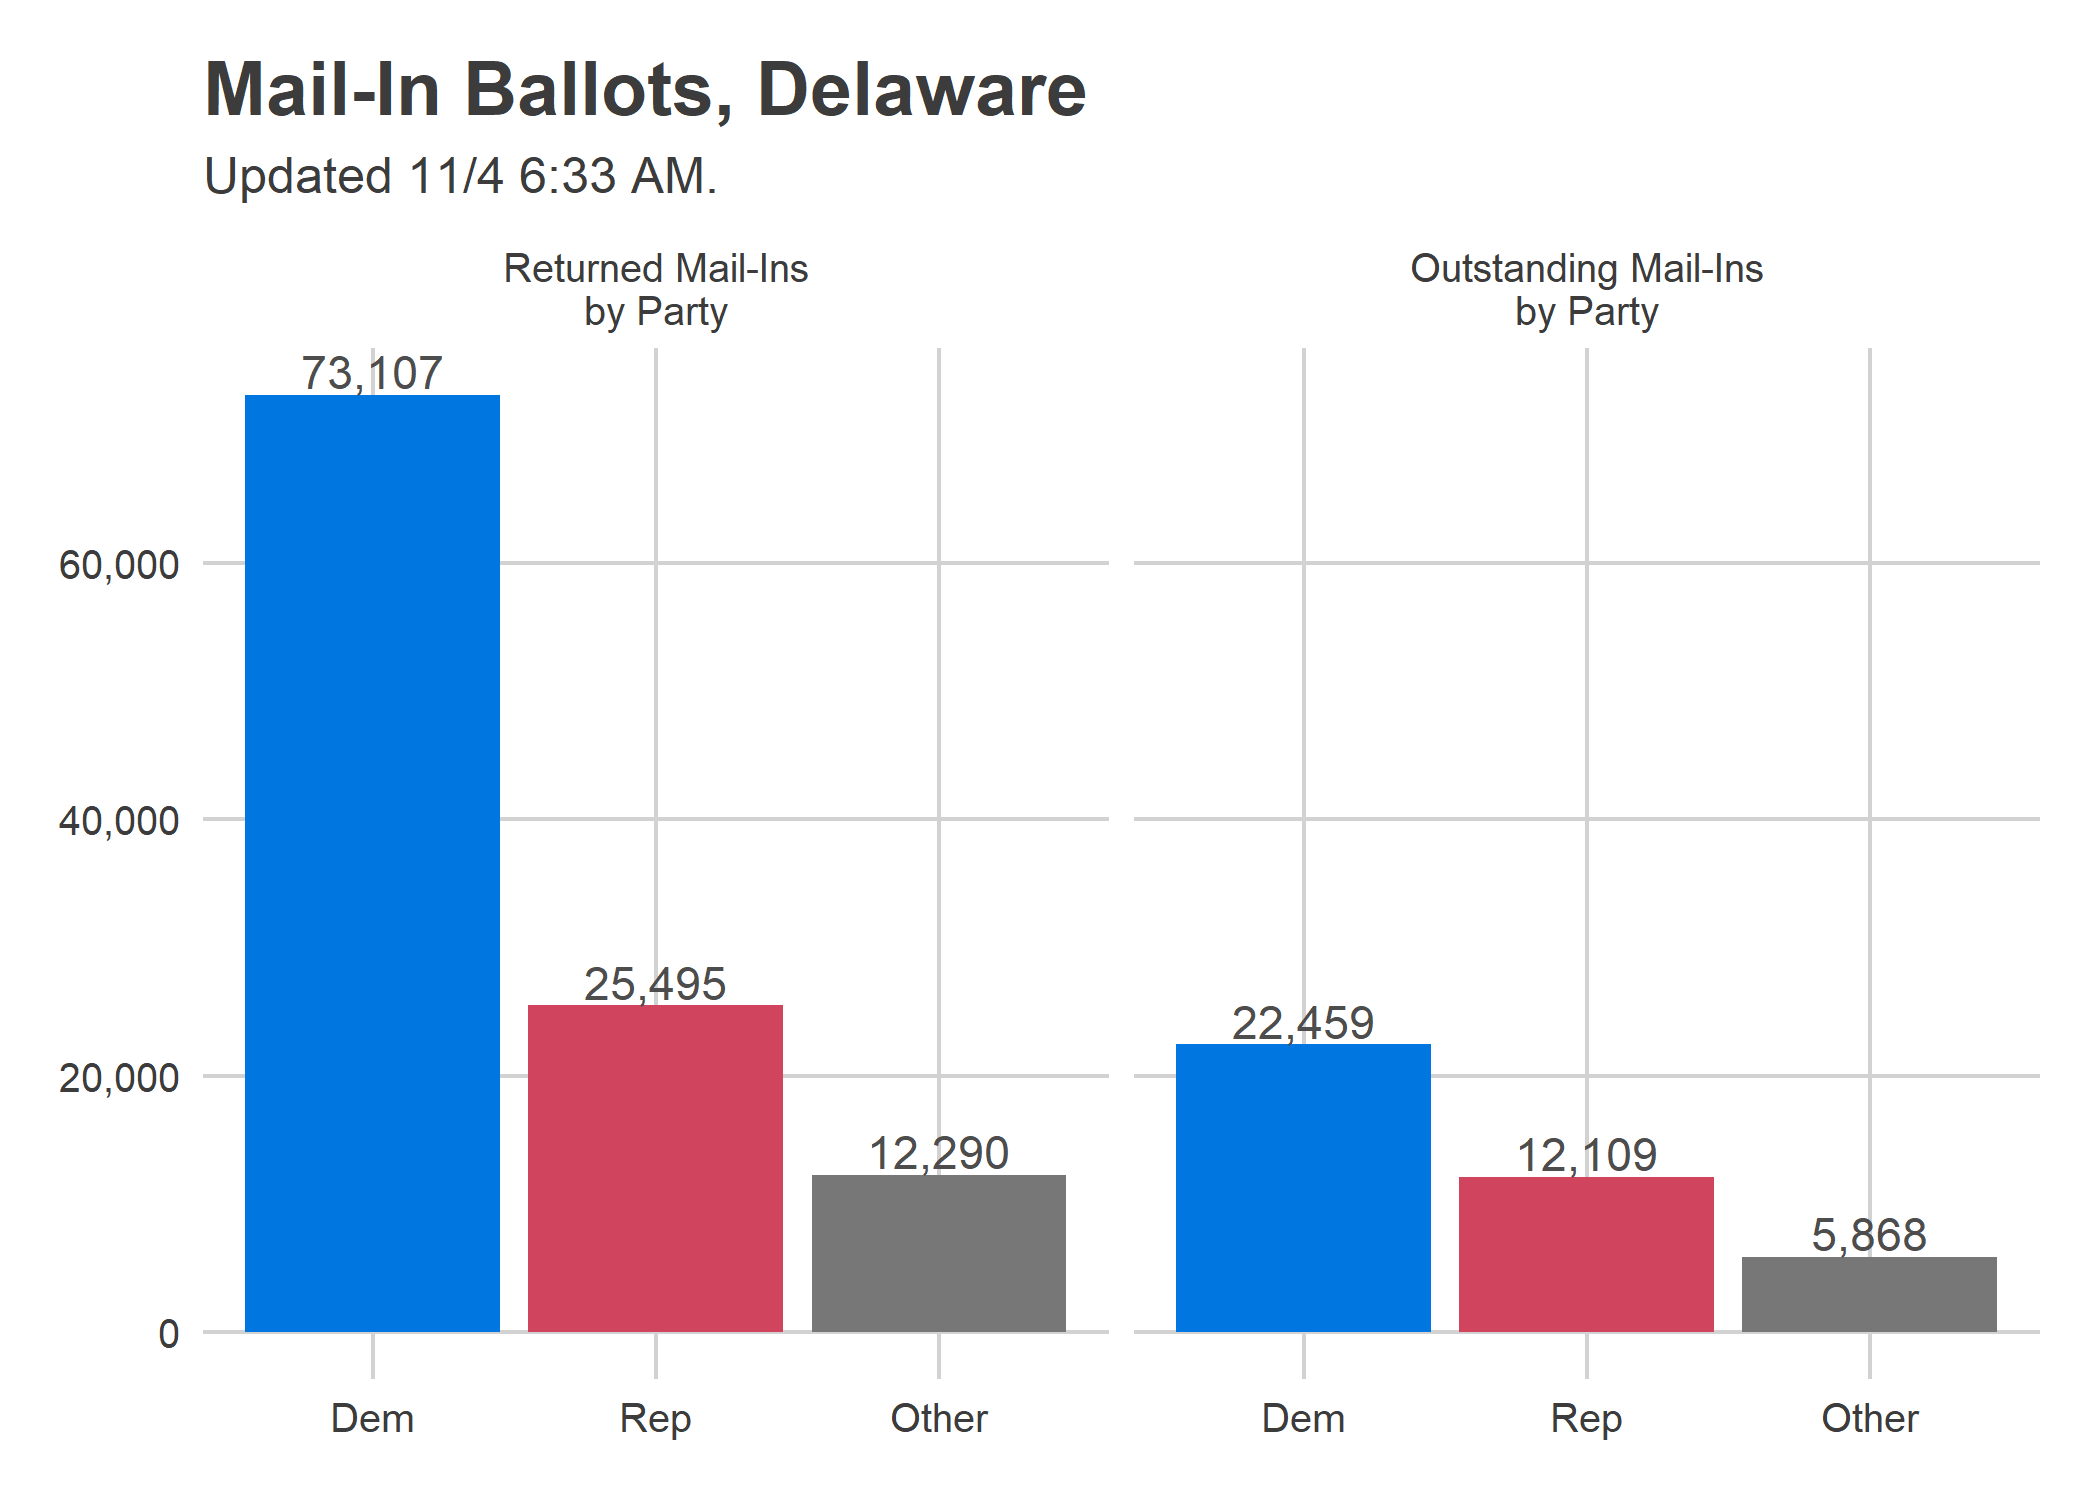 Mail-In Ballots, Delaware
Updated 11/4 6:33 AM.
Returned Mail-Ins
by Party
Outstanding Mail-Ins
by Party
73,107
25,495
12,290
22,459
12,109
5,868
60,000
40,000
20,000
0
Dem
Rep
Other
Dem
Rep
Other